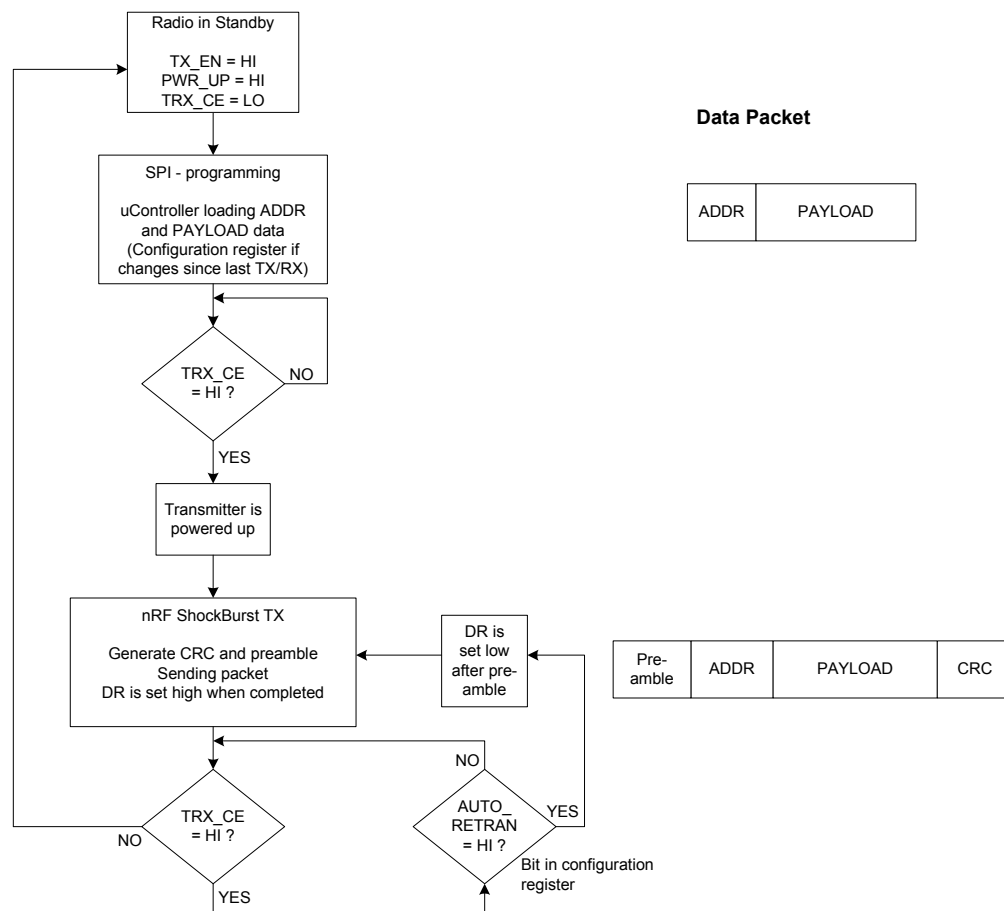 Radio in Standby
TX_EN = HI
PWR_UP = HI
TRX_CE = LO
SPI - programming
uController loading ADDR
and PAYLOAD data
(Configuration register if
changes since last TX/RX)
TRX_CE
= HI ?
NO
YES
Transmitter is
powered up
nRF ShockBurst TX
Generate CRC and preamble
Sending packet
DR is set high when completed
DR is
set low
after pre-
amble
TRX_CE
= HI ?
NO
YES
NO
AUTO_
RETRAN
= HI ?
YES
Bit in configuration
register
Data Packet
ADDR
PAYLOAD
Pre-
amble
ADDR
PAYLOAD
CRC